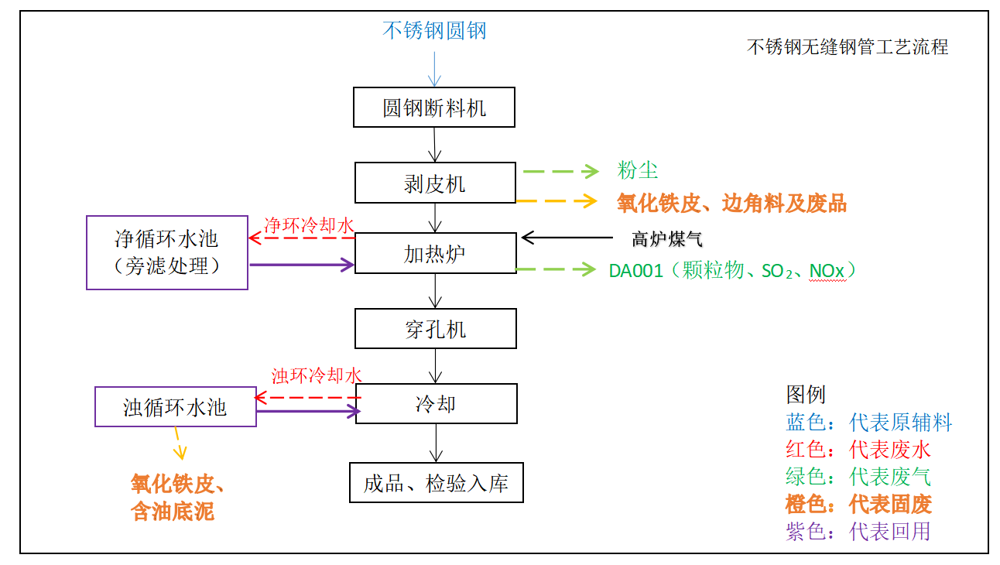 不锈钢圆钢
不锈钢无缝钢管工艺流程
圆钢断料机
剥皮机
粉尘
氧化铁皮、边角料及废品
净循环水池
（旁滤处理）
净环冷却水
加热炉
高炉煤气
DA001（颗粒物、SO₂、NOx）
穿孔机
浊环冷却水
浊循环水池
冷却
氧化铁皮、
含油底泥
成品、检验入库
图例
蓝色：代表原辅料
红色：代表废水
绿色：代表废气
橙色：代表固废
紫色：代表回用